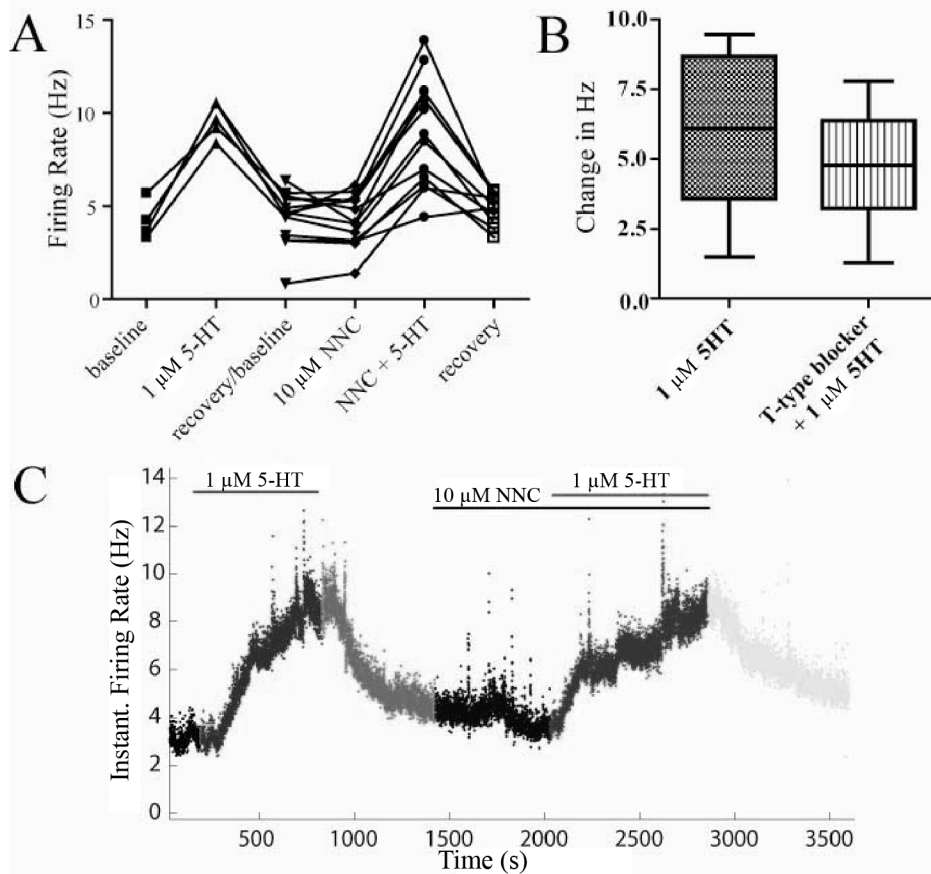 A
Firing Rate (Hz)
15
10
5
0
baseline
1 µM 5-HT
recovery/baseline
10 µM NNC
NNC + 5-HT
recovery
B
Change in Hz
10.0
7.5
5.0
2.5
0.0
1 µM 5HT
T-type blocker
+ 1 µM 5HT
C
Instant. Firing Rate (Hz)
14
12
10
8
6
4
2
0
1 µM 5-HT
10 µM NNC
1 µM 5-HT
500
1000
1500
2000
2500
3000
3500
Time (s)